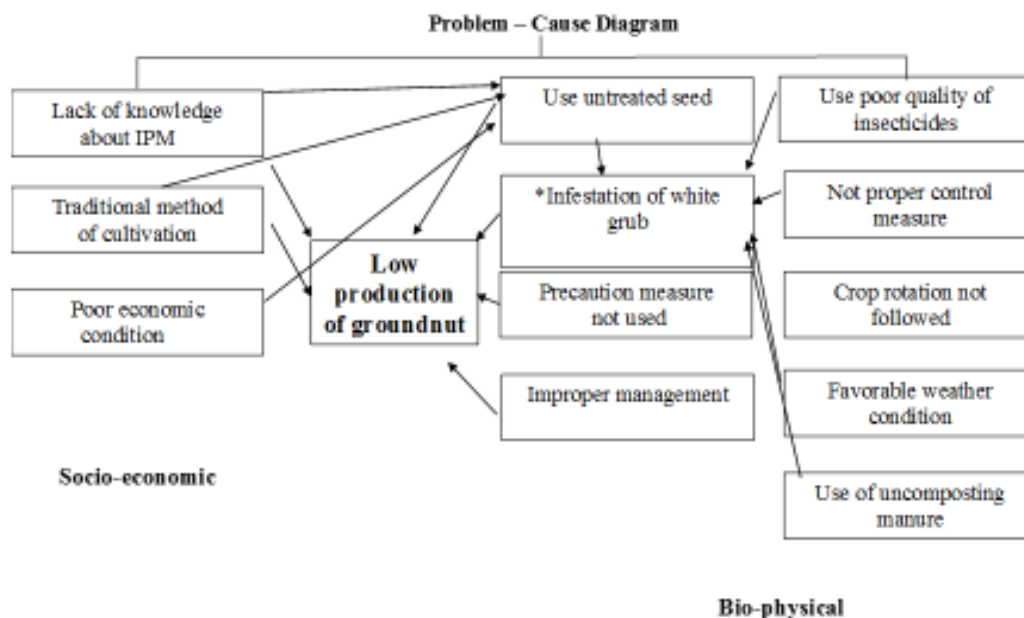 Problem – Cause Diagram
Lack of knowledge
about IPM
Use untreated seed
Use poor quality of
insecticides
Traditional method
of cultivation
*Infestation of white
grub
Not proper control
measure
Low
production
of groundnut
Poor economic
condition
Precaution measure
not used
Crop rotation not
followed
Improper management
Favorable weather
condition
Socio-economic
Use of uncomposting
manure
Bio-physical